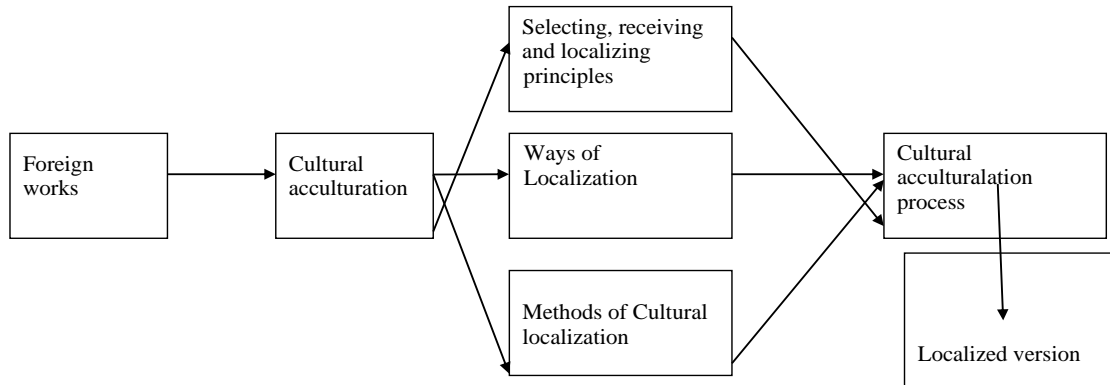 Foreign
works
Cultural
acculturation
Selecting, receiving
and localizing
principles
Ways of
Localization
Methods of Cultural
localization
Cultural
acculturalation
process
Localized version